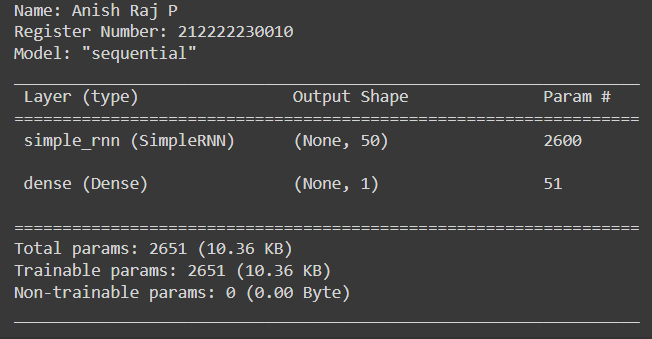 Name: Anish Raj P
Register Number: 212222230010
Model: "sequential"
_________________________________________________________________
Layer (type) Output Shape Param #
=================================================================
simple_rnn (SimpleRNN) (None, 50) 2600
dense (Dense) (None, 1) 51
=================================================================
Total params: 2651 (10.36 KB)
Trainable params: 2651 (10.36 KB)
Non-trainable params: 0 (0.00 Byte)
_________________________________________________________________